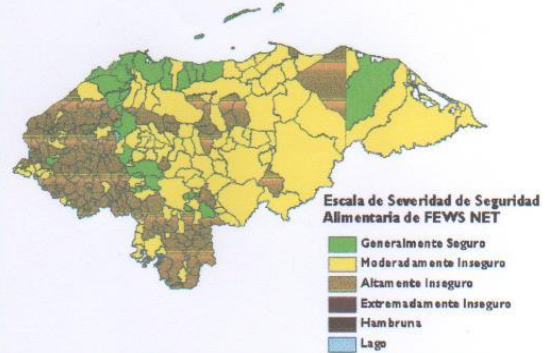 Escala de Severidad de Seguridad
Alimentaria de FEWS NET
Generalmente Seguro
Moderadamente Inseguro
Altamente Inseguro
Extremadamente Inseguro
Hambruna
Lago